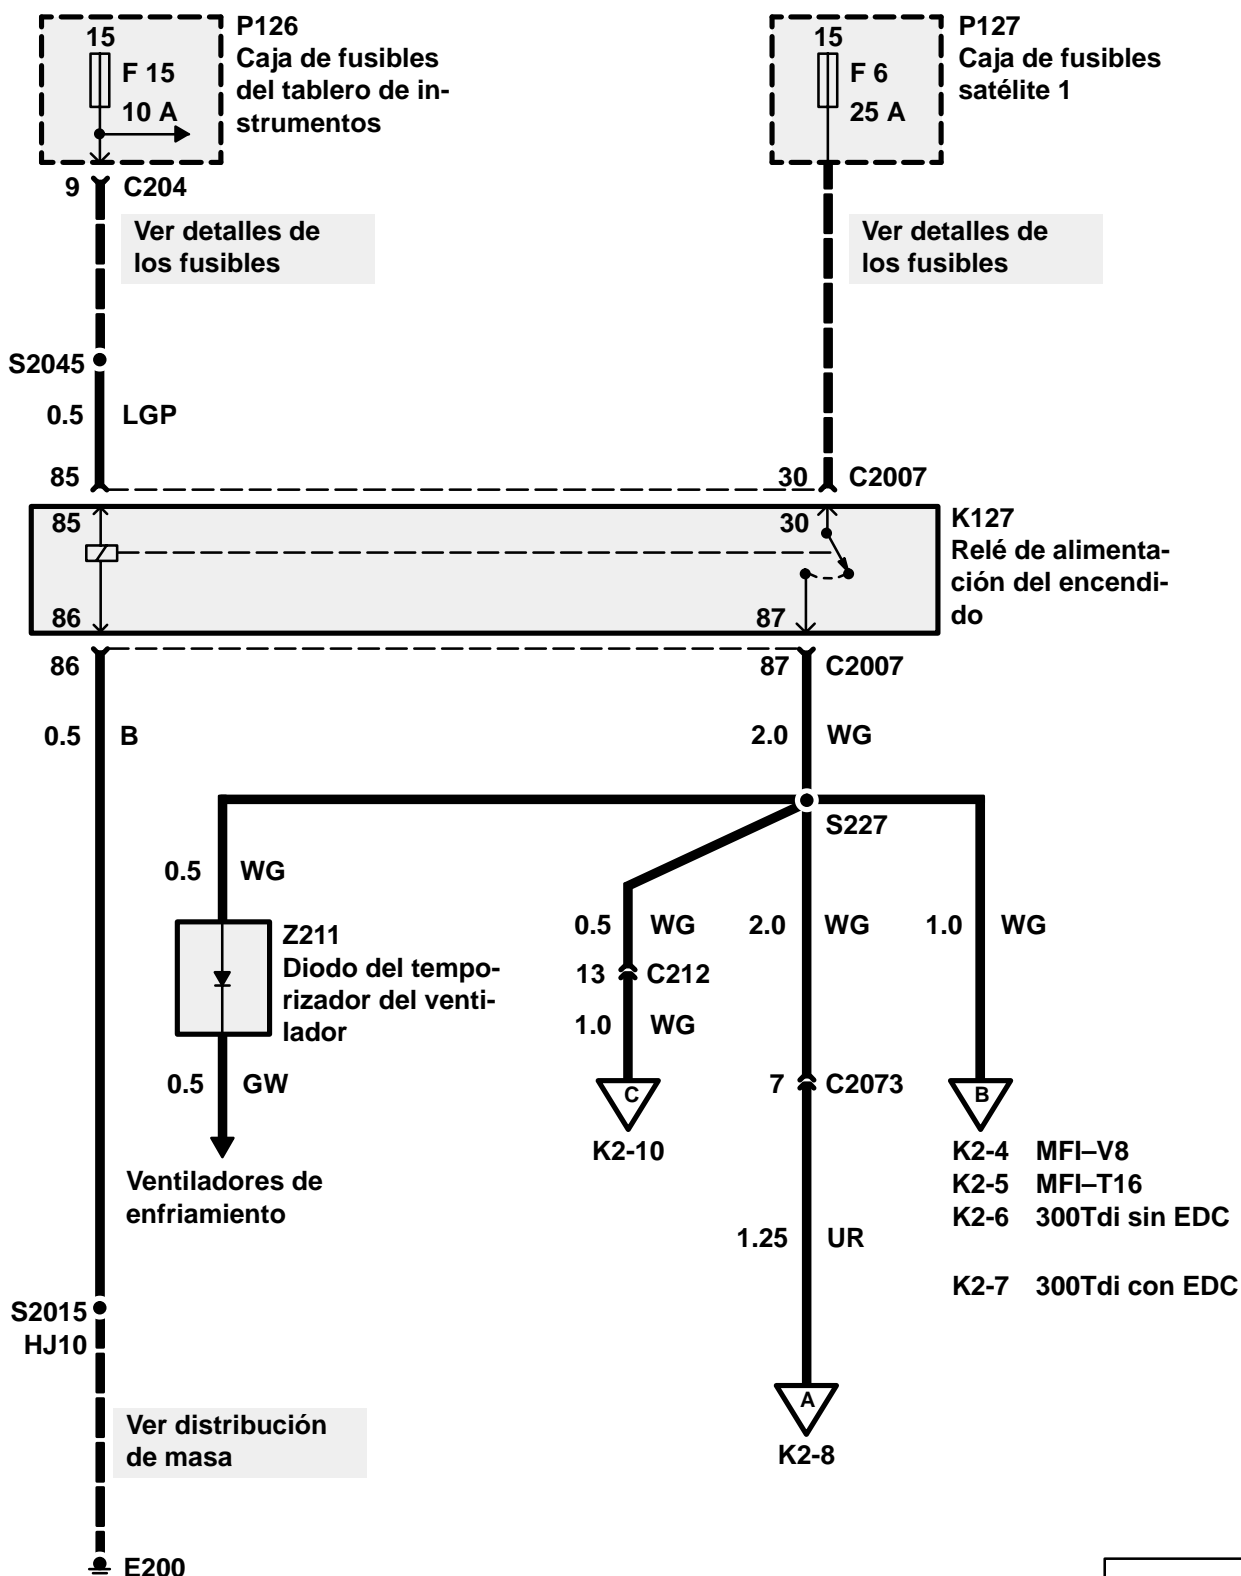 15
F 15
10 A
P126
Caja de fusibles
del tablero de in-
strumentos
15
F 6
25 A
P127
Caja de fusibles
satélite 1
9 C204
Ver detalles de
los fusibles
Ver detalles de
los fusibles
S2045
0.5 LGP
85
30 C2007
85
30
K127
Relé de alimenta-
ción del encendi-
do
86
87
86
87 C2007
0.5 B
2.0 WG
S227
0.5 WG
0.5 WG
2.0 WG
1.0 WG
Z211
Diodo del tempo-
rizador del venti-
lador
13 C212
1.0 WG
0.5 GW
7 C2073
C
B
K2-10
K2-4 MFI–V8
K2-5 MFI–T16
K2-6 300Tdi sin EDC
K2-7 300Tdi con EDC
Ventiladores de
enfriamiento
1.25 UR
S2015
HJ10
A
K2-8
Ver distribución
de masa
E200